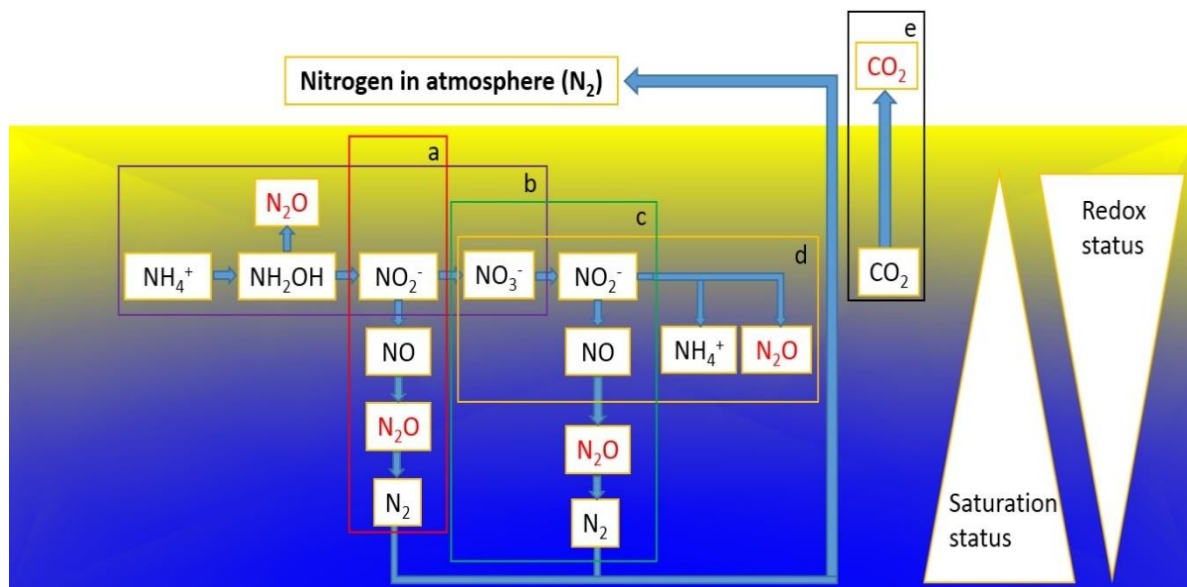 e
CO₂
Nitrogen in atmosphere (N₂)
a
b
N₂O
c
Redox
status
d
NH₄⁺
NH₂OH
NO₂⁻
NO₃⁻
NO₂⁻
CO₂
NO
NO
NH₄⁺
N₂O
N₂O
N₂O
N₂
N₂
Saturation
status